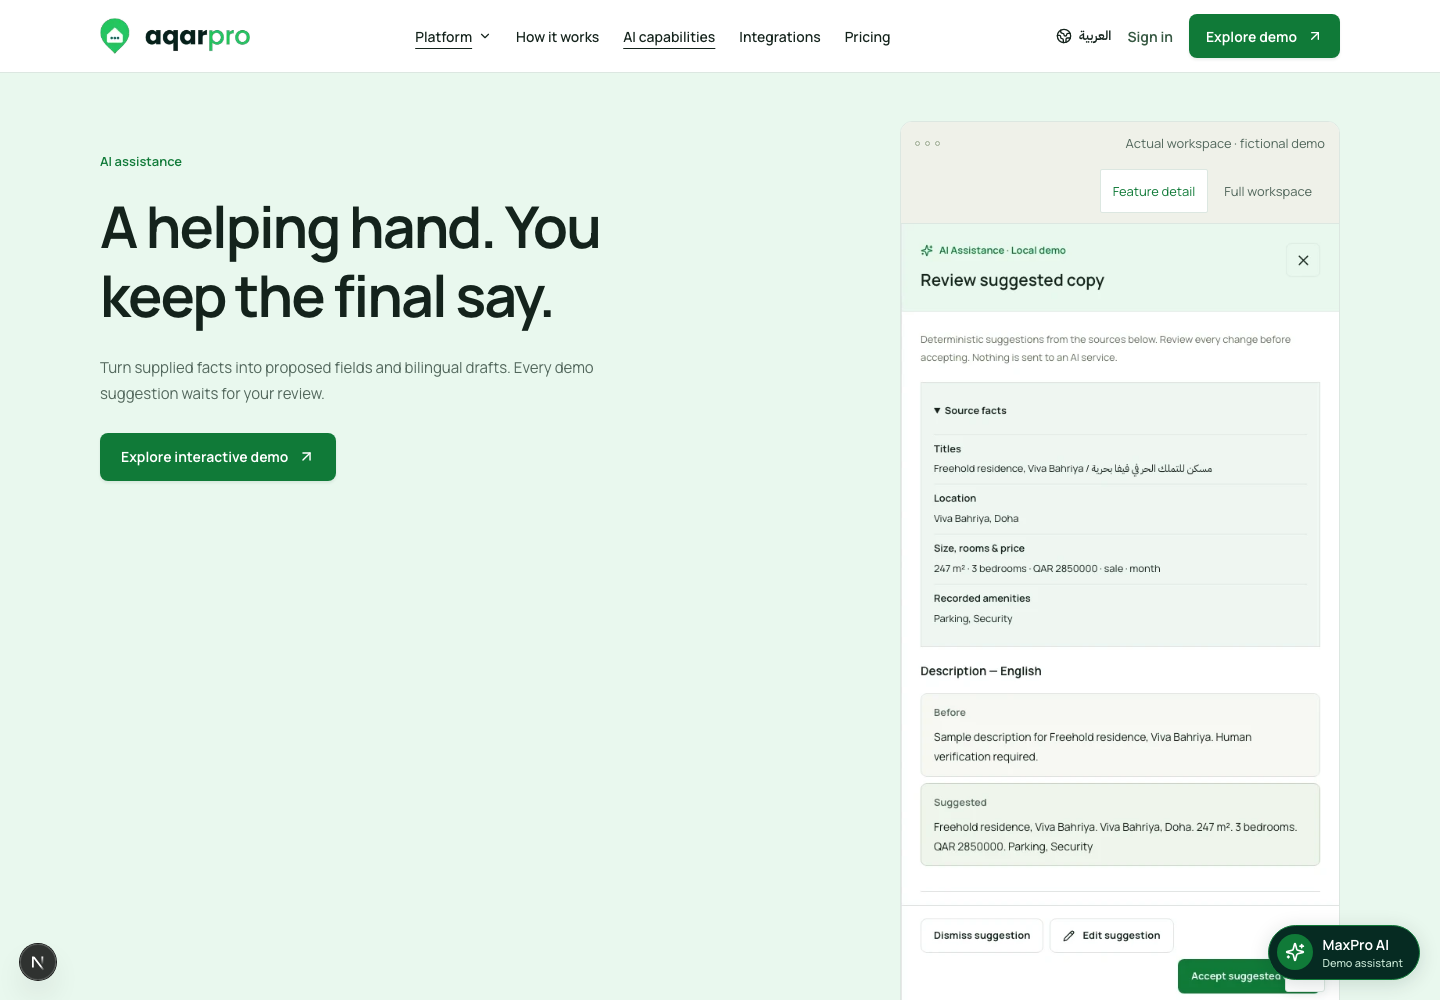 aqarpro
Platform
How it works
AI capabilities
Integrations
Pricing
العربية
Sign in
Explore demo
AI assistance
A helping hand. You
keep the final say.
Turn supplied facts into proposed fields and bilingual drafts. Every demo
suggestion waits for your review.
Explore interactive demo
Actual workspace · fictional demo
Feature detail
Full workspace
AI Assistance · Local demo
Review suggested copy
Deterministic suggestions from the sources below. Review every change before
accepting. Nothing is sent to an AI service.
▼ Source facts
Titles
Freehold residence, Viva Bahriya / مسكن للتملك الحر في فيفا بحرية
Location
Viva Bahriya, Doha
Size, rooms & price
247 m² · 3 bedrooms · QAR 2850000 · sale · month
Recorded amenities
Parking, Security
Description — English
Before
Sample description for Freehold residence, Viva Bahriya. Human
verification required.
Suggested
Freehold residence, Viva Bahriya. Viva Bahriya, Doha. 247 m². 3 bedrooms.
QAR 2850000. Parking, Security
Dismiss suggestion
Edit suggestion
Accept suggested
MaxPro AI
Demo assistant
N